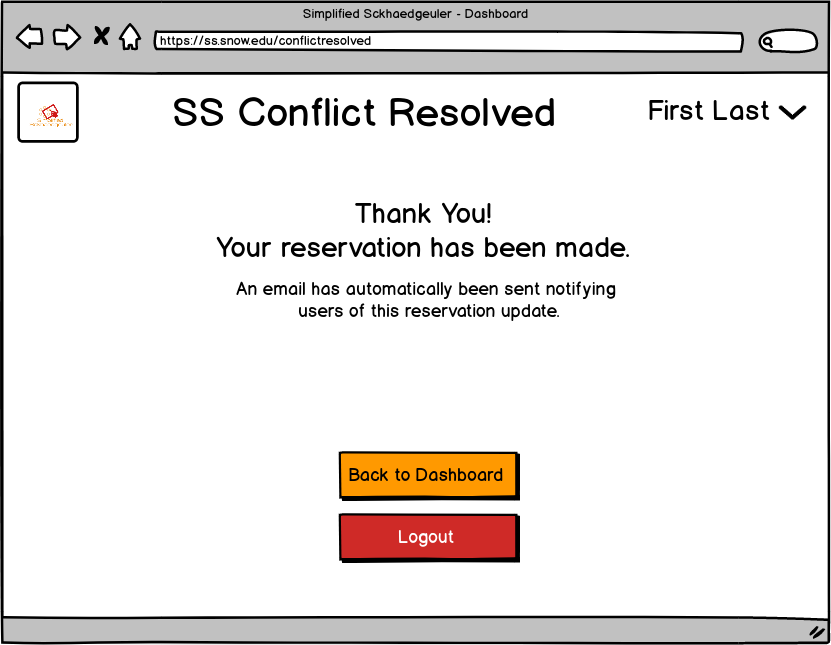 Simplified Sckhaedgeuler - Dashboard
https://ss.snow.edu/conflictresolved
SS Conflict Resolved
First Last
Thank You!
Your reservation has been made.
An email has automatically been sent notifying
users of this reservation update.
Back to Dashboard
Logout